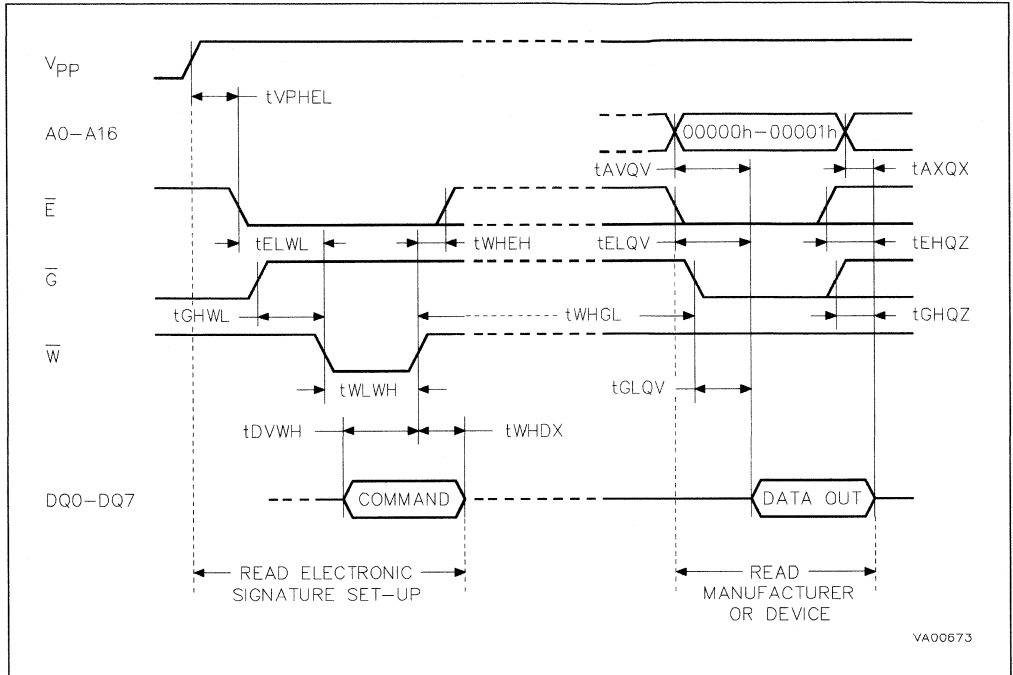 VPP
tVPHEL
A0-A16
00000h-00001h
tAVQV
tAXQX
E
tELWL
tWHEH
tELQV
tEHQZ
G
tGHWL
tWHGL
tGHQZ
W
tWLWH
tGLQV
tDVWH
tWHDX
DQ0-DQ7
COMMAND
DATA OUT
READ ELECTRONIC
SIGNATURE SET-UP
READ
MANUFACTURER
OR DEVICE
VA00673